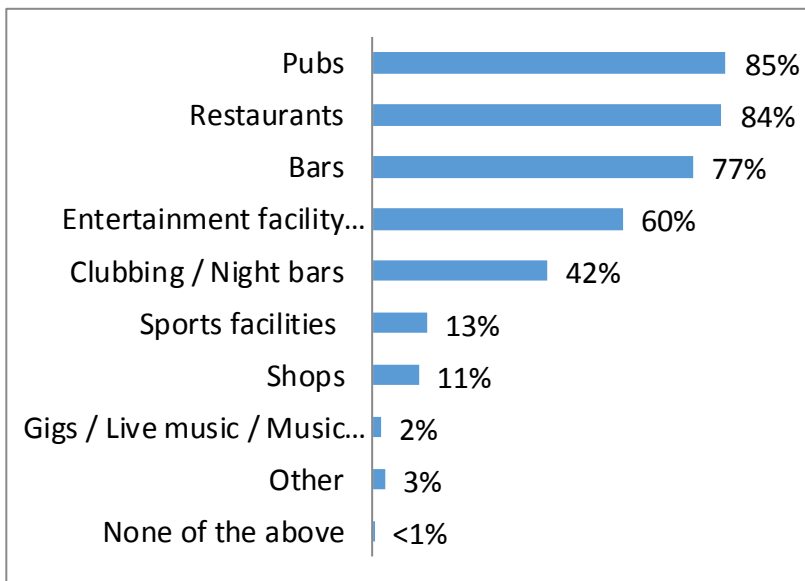 Pubs 85%
Restaurants 84%
Bars 77%
Entertainment facility... 60%
Clubbing / Night bars 42%
Sports facilities 13%
Shops 11%
Gigs / Live music / Music... 2%
Other 3%
None of the above <1%